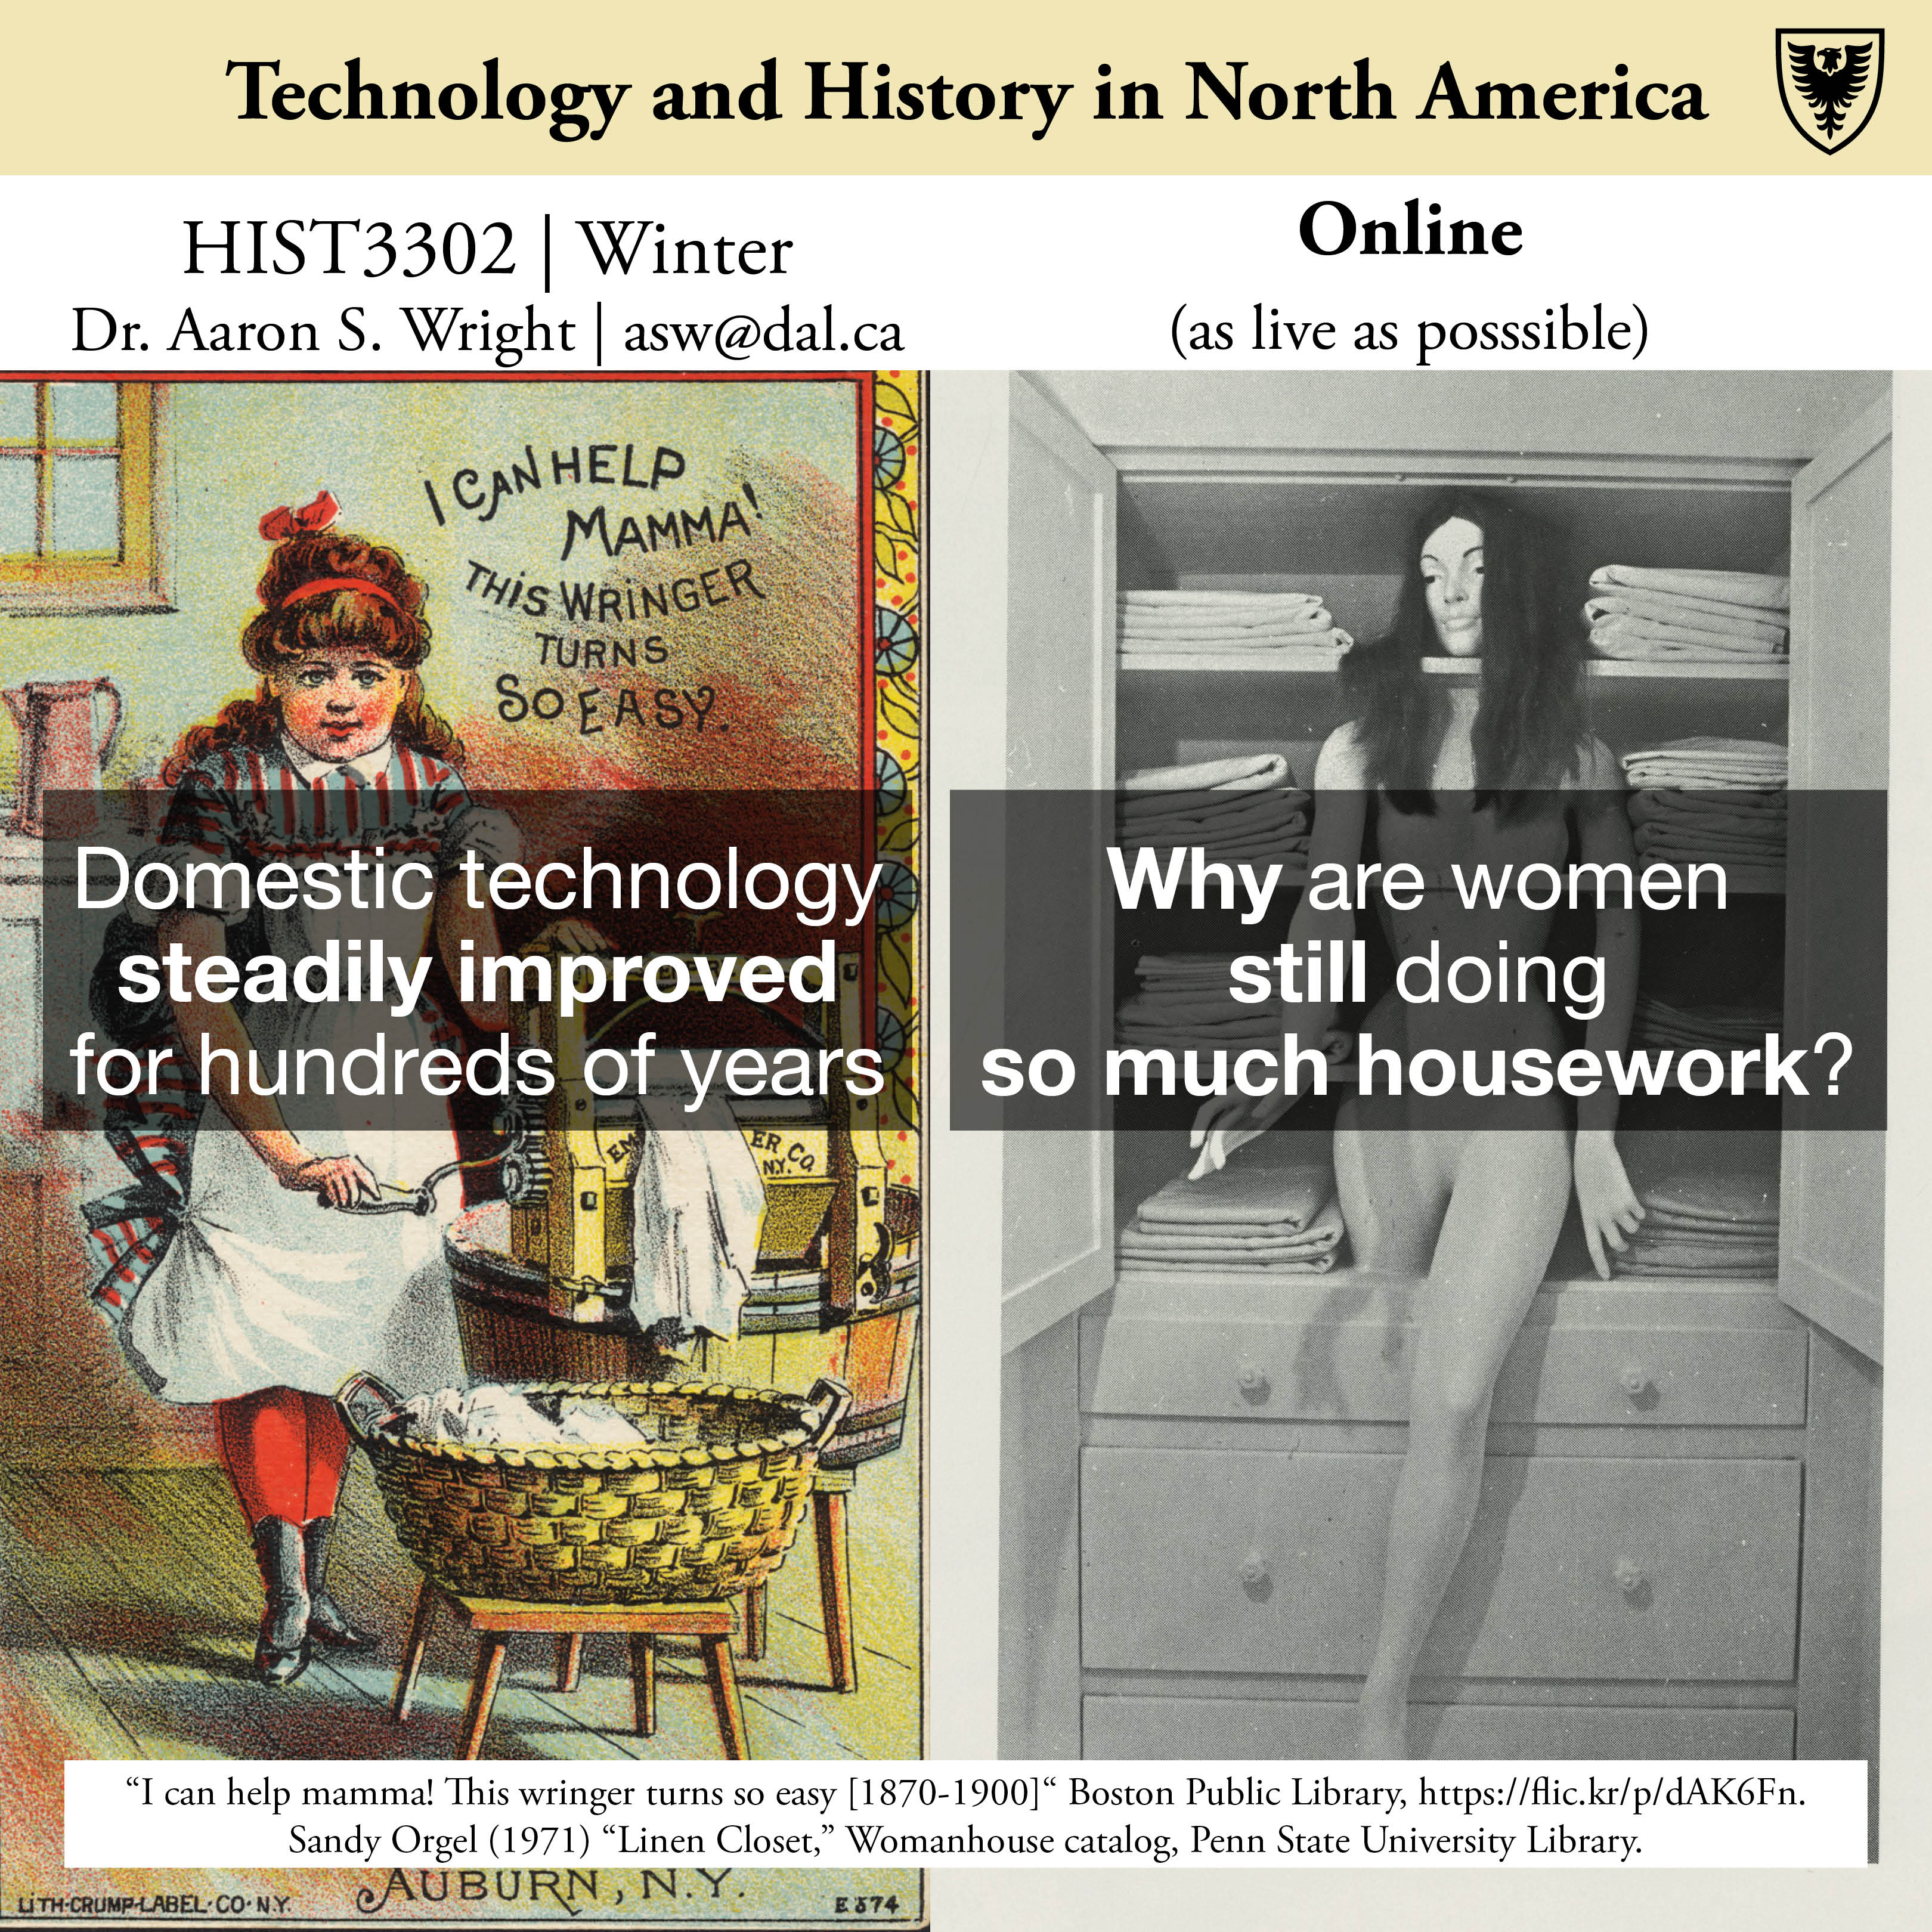 Technology and History in North America
HIST3302 | Winter
Dr. Aaron S. Wright | asw@dal.ca
Online
(as live as posssible)
I CAN HELP
MAMMA!
THIS WRINGER
TURNS
SO EASY.
Domestic technology
steadily improved
for hundreds of years
Why are women
still doing
so much housework?
EM ER CO.
N.Y.
“I can help mamma! This wringer turns so easy [1870-1900]“ Boston Public Library, https://flic.kr/p/dAK6Fn.
Sandy Orgel (1971) “Linen Closet,” Womanhouse catalog, Penn State University Library.
AUBURN, N.Y.
LITH-CRUMP-LABEL·CO·N.Y.
E 374